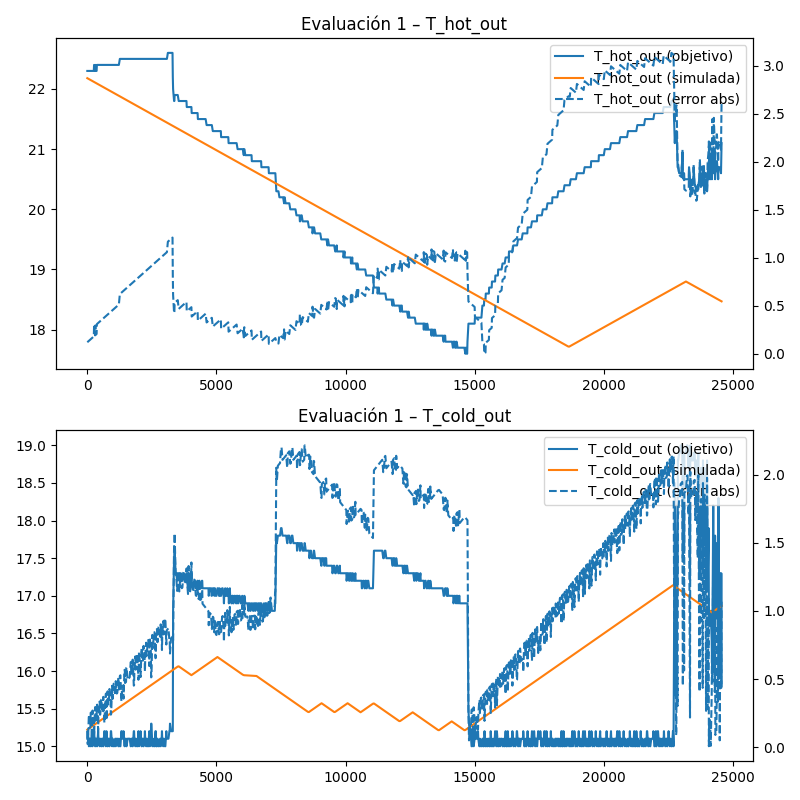 Evaluación 1 – T_hot_out
T_hot_out (objetivo)
T_hot_out (simulada)
T_hot_out (error abs)
22
21
20
19
18
3.0
2.5
2.0
1.5
1.0
0.5
0.0
0 5000 10000 15000 20000 25000
Evaluación 1 – T_cold_out
T_cold_out (objetivo)
T_cold_out (simulada)
T_cold_out (error abs)
19.0
18.5
18.0
17.5
17.0
16.5
16.0
15.5
15.0
2.0
1.5
1.0
0.5
0.0
0 5000 10000 15000 20000 25000